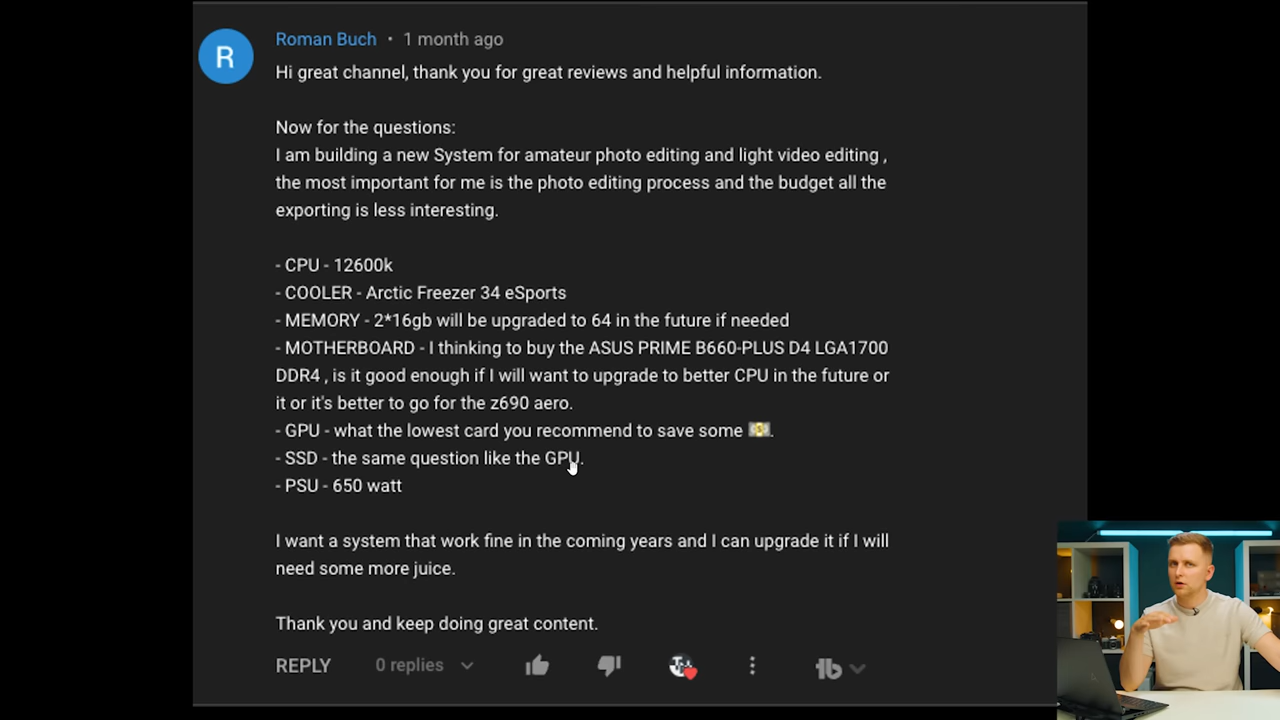 R
Roman Buch • 1 month ago
Hi great channel, thank you for great reviews and helpful information.
Now for the questions:
I am building a new System for amateur photo editing and light video editing ,
the most important for me is the photo editing process and the budget all the
exporting is less interesting.
- CPU - 12600k
- COOLER - Arctic Freezer 34 eSports
- MEMORY - 2*16gb will be upgraded to 64 in the future if needed
- MOTHERBOARD - I thinking to buy the ASUS PRIME B660-PLUS D4 LGA1700
DDR4 , is it good enough if I will want to upgrade to better CPU in the future or
it or it's better to go for the z690 aero.
- GPU - what the lowest card you recommend to save some 💵.
- SSD - the same question like the GPU.
- PSU - 650 watt
I want a system that work fine in the coming years and I can upgrade it if I will
need some more juice.
Thank you and keep doing great content.
REPLY 0 replies